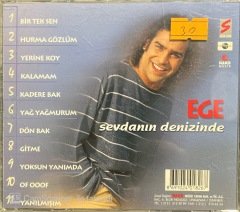 30
1 BİR TEK SEN
2 HURMA GÖZLÜM
3 YERİNE KOY
4 KALAMAM
5 KADERE BAK
6 YAĞ YAĞMURUM
7 DÖN BAK
8 GİTME
9 YOKSUN YANIMDA
10 OF OOOF
11 YANILMIŞIM
EGE
sevdanın denizinde